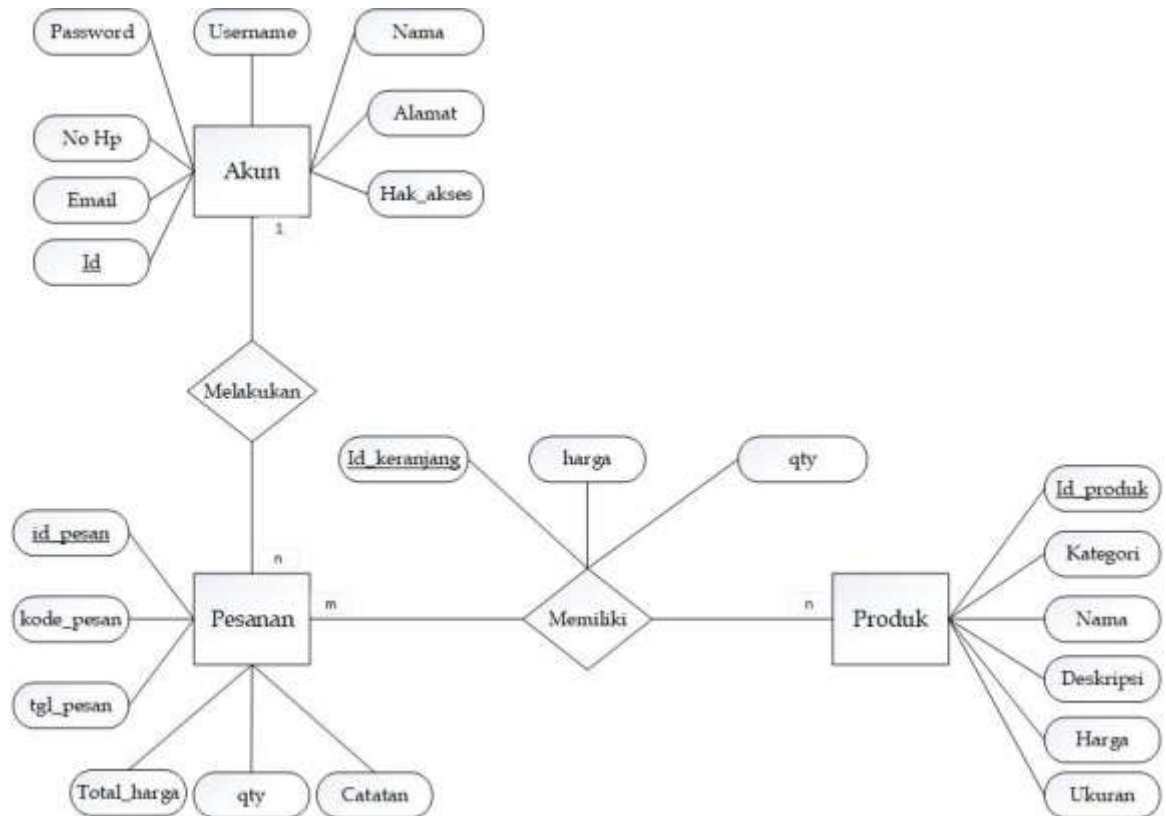 Password
Username
Nama
No Hp
Akun
Alamat
Email
Hak_akses
Id
1
Melakukan
Id_keranjang
harga
qty
id_pesan
n
kode_pesan
Pesanan
m
Memiliki
n
Produk
tgl_pesan
Total_harga
qty
Catatan
Id_produk
Kategori
Nama
Deskripsi
Harga
Ukuran